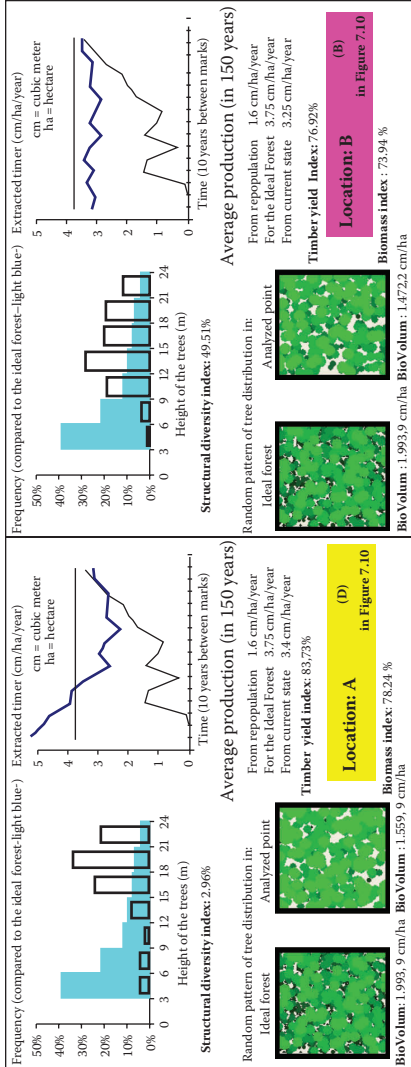 Frequency (compared to the ideal forest-light blue-)
50%
40%
30%
20%
10%
0%
3
6
9
12
15
18
21
24
Height of the trees (m)
Structural diversity index: 2.96%
Extracted timer (cm/ha/year)
cm = cubic meter
ha = hectare
5
4
3
2
1
0
Time (10 years between marks)
Average production (in 150 years)
From repopulation 1.6 cm/ha/year
For the Ideal Forest 3.75 cm/ha/year
From current state 3.4 cm/ha/year
Timber yield index: 83,73%
Random pattern of tree distribution in:
Ideal forest
Analyzed point
Location: A
(D)
in Figure 7.10
Biomass index: 78.24 %
BioVolum: 1.993, 9 cm/ha BioVolum : 1.559, 9 cm/ha
Frequency (compared to the ideal forest–light blue-)
50%
40%
30%
20%
10%
0%
3
6
9
12
15
18
21
24
Height of the trees (m)
Structural diversity index: 49.51%
Extracted timer (cm/ha/year)
cm = cubic meter
ha = hectare
5
4
3
2
1
0
Time (10 years between marks)
Average production (in 150 years)
From repopulation 1.6 cm/ha/year
For the Ideal Forest 3.75 cm/ha/year
From current state 3.25 cm/ha/year
Timber yield Index: 76.92%
Random pattern of tree distribution in:
Ideal forest
Analyzed point
Location: B
(B)
in Figure 7.10
Biomass index : 73.94 %
BioVolum : 1.993,9 cm/ha BioVolum : 1.472,2 cm/ha